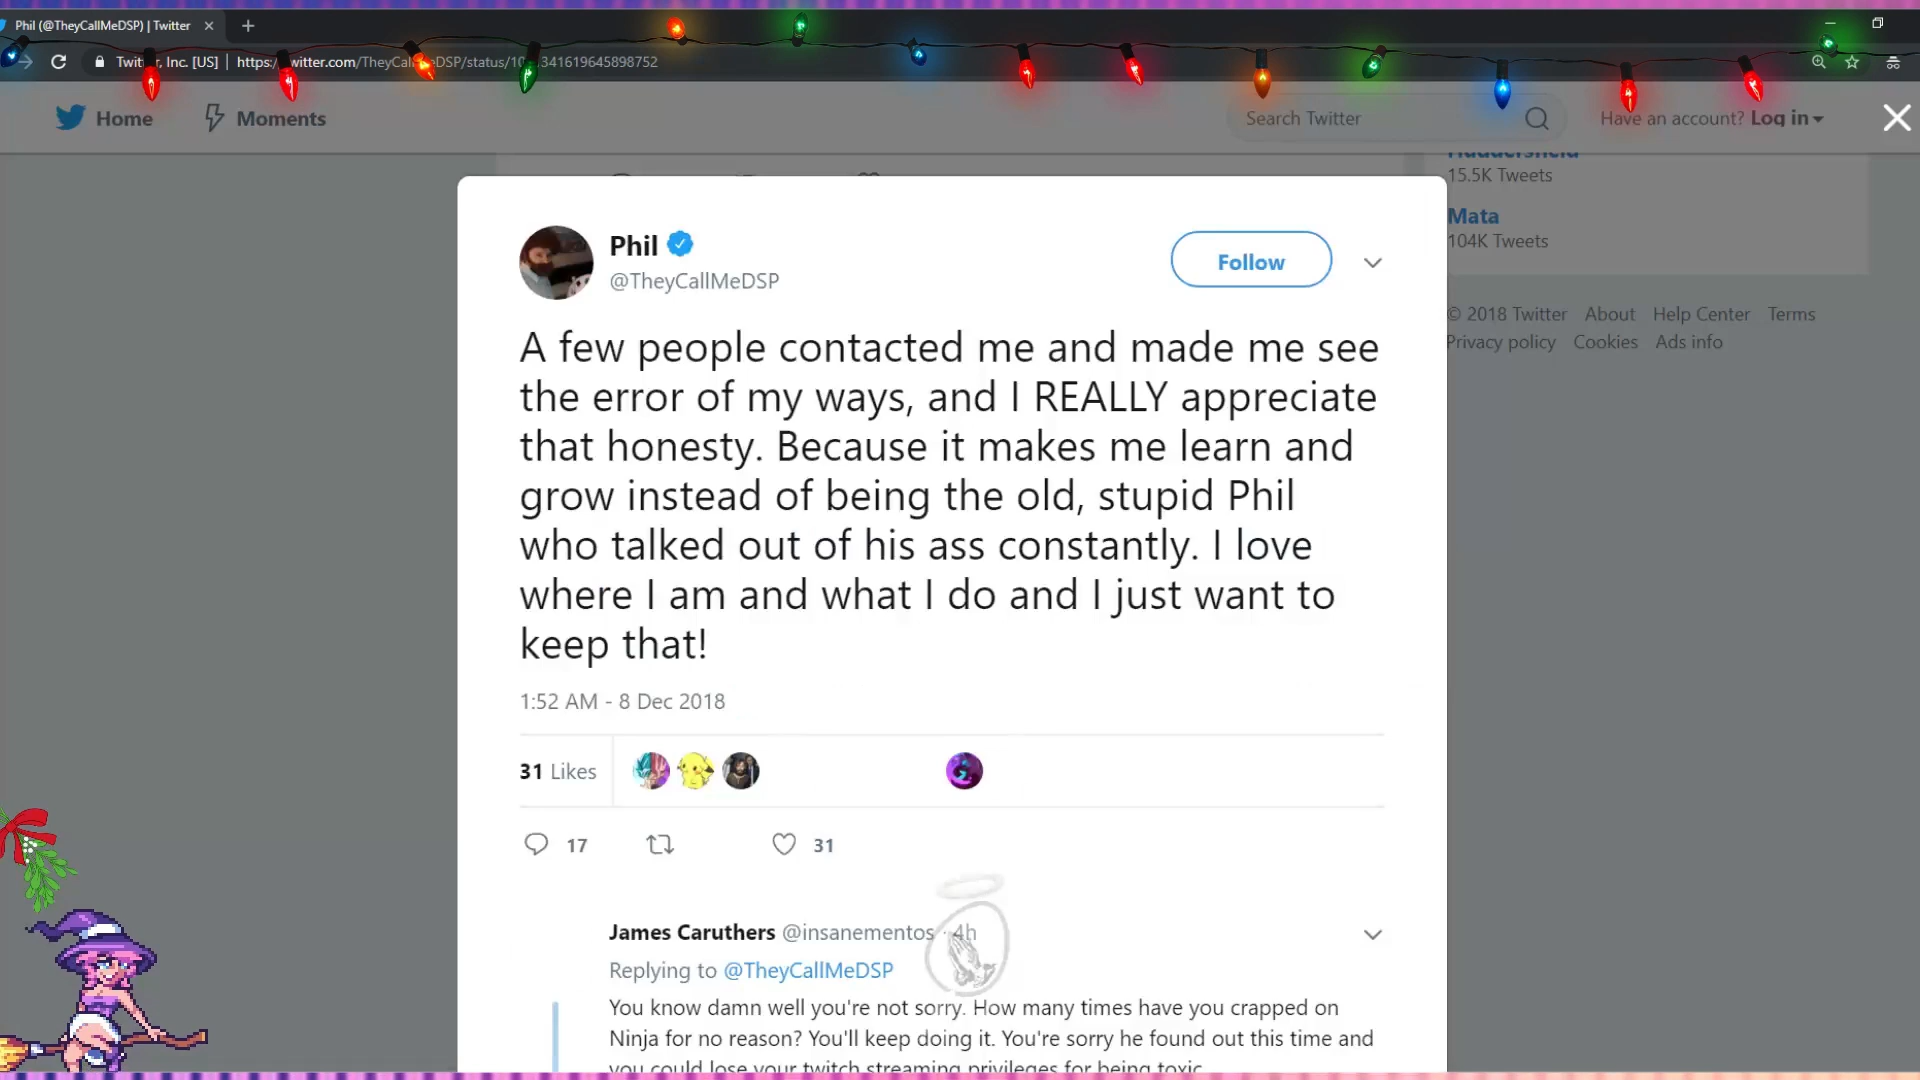 Phil (@TheyCallMeDSP) | Twitter
Twitter, Inc. [US] | https://twitter.com/TheyCallMeDSP/status/10 341619645898752
Home Moments Search Twitter Have an account? Log in
Huddersfield
15.5K Tweets
Mata
104K Tweets
© 2018 Twitter About Help Center Terms
Privacy policy Cookies Ads info
Phil
@TheyCallMeDSP
Follow
A few people contacted me and made me see
the error of my ways, and I REALLY appreciate
that honesty. Because it makes me learn and
grow instead of being the old, stupid Phil
who talked out of his ass constantly. I love
where I am and what I do and I just want to
keep that!
1:52 AM - 8 Dec 2018
31 Likes
17 31
James Caruthers @insanementos · 4h
Replying to @TheyCallMeDSP
You know damn well you're not sorry. How many times have you crapped on
Ninja for no reason? You'll keep doing it. You're sorry he found out this time and
you could lose your twitch streaming privileges for being toxic.